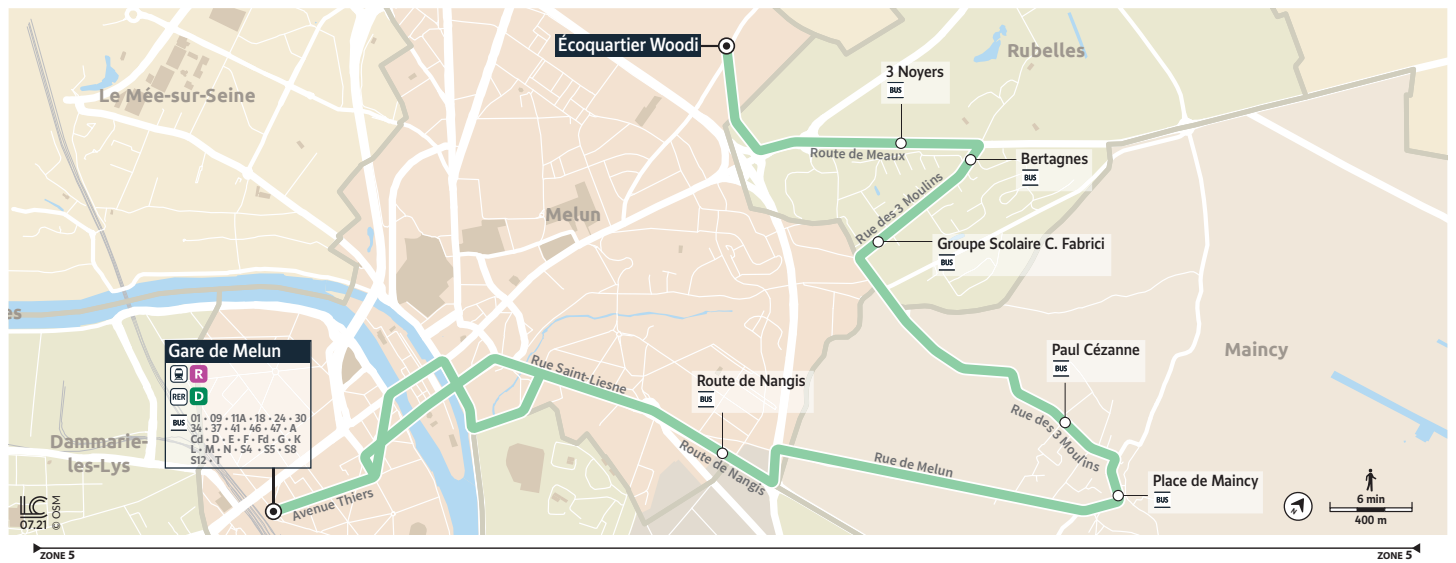 Écoquartier Woodi
Rubelles
3 Noyers
BUS
Le Mée-sur-Seine
Route de Meaux
Bertagnes
BUS
Rue des 3 Moulins
Melun
Groupe Scolaire C. Fabrici
BUS
es
Gare de Melun
R
RER D
BUS
01 • 09 • 11A • 18 • 24 • 30
34 • 37 • 41 • 46 • 47 • A
Cd • D • E • F • Fd • G • K
L • M • N • S4 • S5 • S8
S12 • T
Paul Cézanne
BUS
Maincy
Rue Saint-Liesne
Route de Nangis
BUS
Rue des 3 Moulins
Dammarie-
les-Lys
Route de Nangis
Rue de Melun
Place de Maincy
BUS
Avenue Thiers
LC
07.21
© OSM
N
6 min
400 m
ZONE 5
ZONE 5